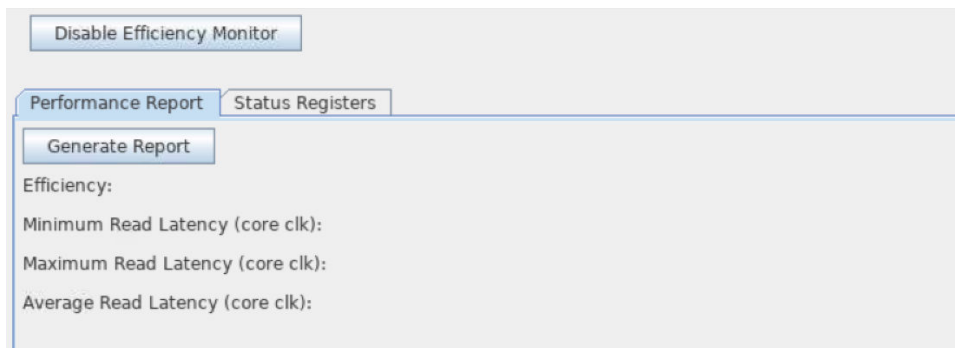 Disable Efficiency Monitor
Performance Report Status Registers
Generate Report
Efficiency:
Minimum Read Latency (core clk):
Maximum Read Latency (core clk):
Average Read Latency (core clk):